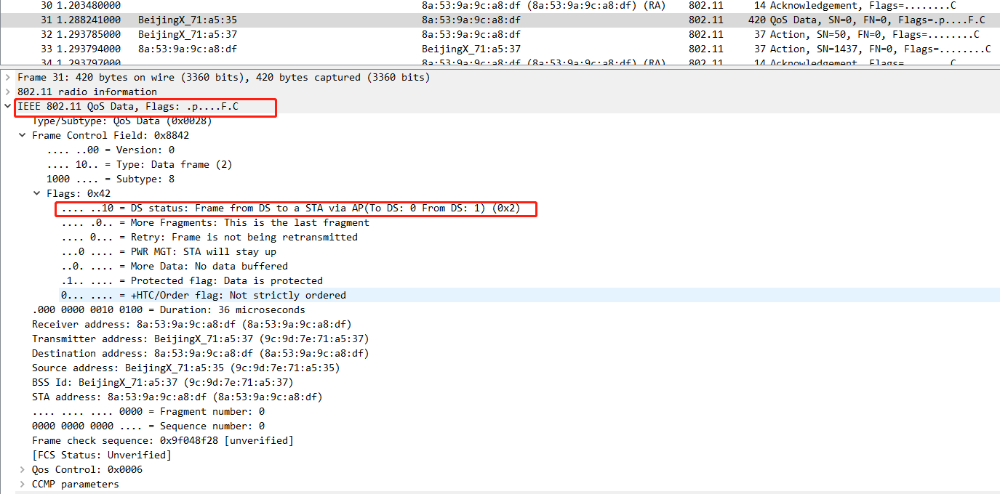 30 1.203480000 8a:53:9a:9c:a8:df (8a:53:9a:9c:a8:df) (RA) 802.11 14 Acknowledgement, Flags=........C
31 1.288241000 BeijingX_71:a5:35 8a:53:9a:9c:a8:df 802.11 420 QoS Data, SN=0, FN=0, Flags=.p....F.C
32 1.293785000 BeijingX_71:a5:37 8a:53:9a:9c:a8:df 802.11 37 Action, SN=50, FN=0, Flags=........C
33 1.293794000 8a:53:9a:9c:a8:df BeijingX_71:a5:37 802.11 37 Action, SN=1437, FN=0, Flags=........C
34 1.293797000 8a:53:9a:9c:a8:df (8a:53:9a:9c:a8:df) (RA) 802.11 14 Acknowledgement, Flags=........C
Frame 31: 420 bytes on wire (3360 bits), 420 bytes captured (3360 bits)
802.11 radio information
IEEE 802.11 QoS Data, Flags: .p....F.C
Type/Subtype: QoS Data (0x0028)
Frame Control Field: 0x8842
.... ..00 = Version: 0
.... 10.. = Type: Data frame (2)
1000 .... = Subtype: 8
Flags: 0x42
.... ..10 = DS status: Frame from DS to a STA via AP(To DS: 0 From DS: 1) (0x2)
.... .0.. = More Fragments: This is the last fragment
.... 0... = Retry: Frame is not being retransmitted
...0 .... = PWR MGT: STA will stay up
..0. .... = More Data: No data buffered
.1.. .... = Protected flag: Data is protected
0... .... = +HTC/Order flag: Not strictly ordered
.000 0000 0010 0100 = Duration: 36 microseconds
Receiver address: 8a:53:9a:9c:a8:df (8a:53:9a:9c:a8:df)
Transmitter address: BeijingX_71:a5:37 (9c:9d:7e:71:a5:37)
Destination address: 8a:53:9a:9c:a8:df (8a:53:9a:9c:a8:df)
Source address: BeijingX_71:a5:35 (9c:9d:7e:71:a5:35)
BSS Id: BeijingX_71:a5:37 (9c:9d:7e:71:a5:37)
STA address: 8a:53:9a:9c:a8:df (8a:53:9a:9c:a8:df)
.... .... .... 0000 = Fragment number: 0
0000 0000 0000 .... = Sequence number: 0
Frame check sequence: 0x9f048f28 [unverified]
[FCS Status: Unverified]
Qos Control: 0x0006
CCMP parameters